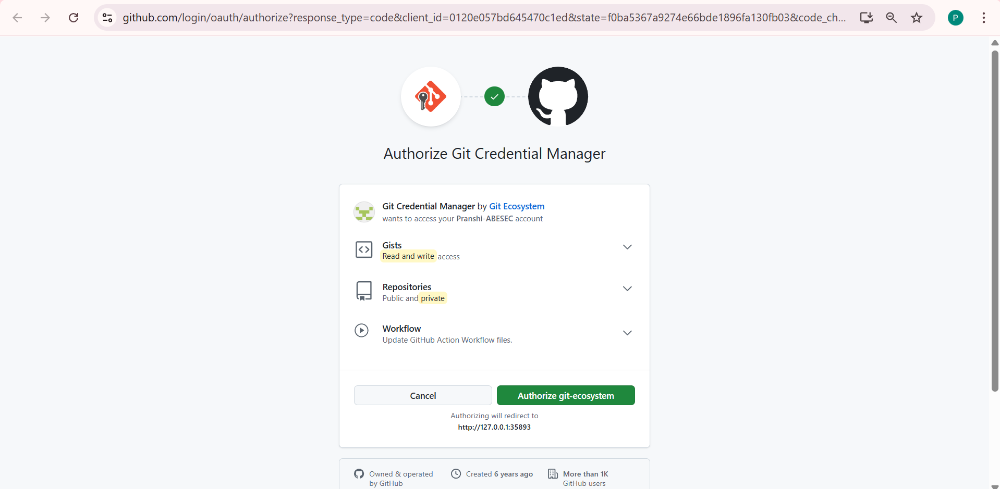 github.com/login/oauth/authorize?response_type=code&client_id=0120e057bd645470c1ed&state=f0ba5367a9274e66bde1896fa130fb03&code_ch...
P
Authorize Git Credential Manager
Git Credential Manager by Git Ecosystem
wants to access your Pranshi-ABESEC account
Gists
Read and write access
Repositories
Public and private
Workflow
Update GitHub Action Workflow files.
Cancel
Authorize git-ecosystem
Authorizing will redirect to
http://127.0.0.1:35893
Owned & operated
by GitHub
Created 6 years ago
More than 1K
GitHub users